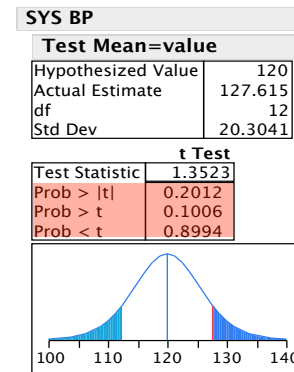 SYS BP
Test Mean=value
Hypothesized Value 120
Actual Estimate 127.615
df 12
Std Dev 20.3041
t Test
Test Statistic 1.3523
Prob > |t| 0.2012
Prob > t 0.1006
Prob < t 0.8994
100 110 120 130 140